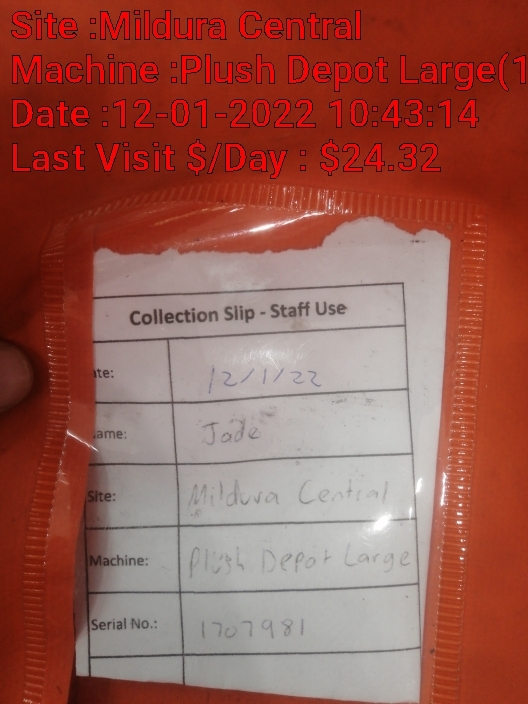 Site :Mildura Central
Machine :Plush Depot Large(1
Date :12-01-2022 10:43:14
Last Visit $/Day : $24.32
Collection Slip - Staff Use
ate: 12/1/22
ame: Jade
Site: Mildura Central
Machine: Plush Depot Large
Serial No.: 1707981